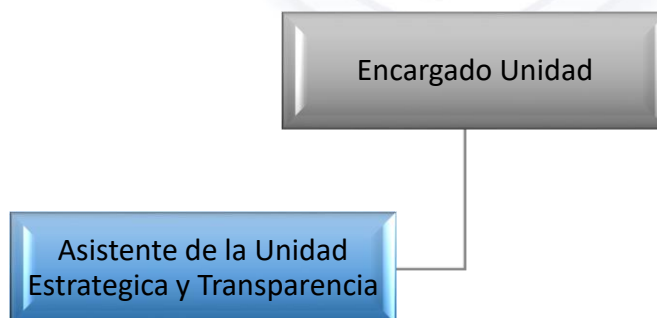 Encargado Unidad
Asistente de la Unidad
Estrategica y Transparencia